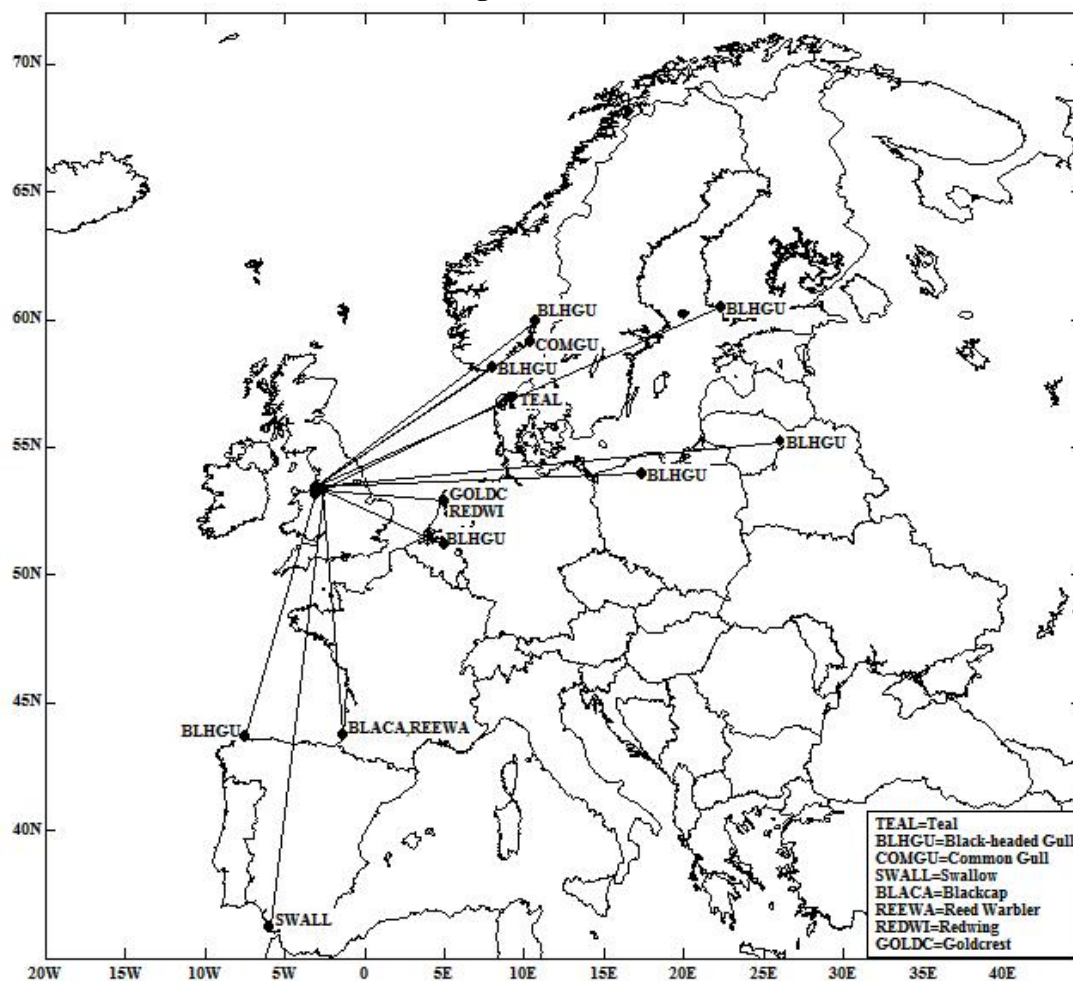 70N
65N
60N
55N
50N
45N
40N
BLHGU
BLHGU
COMGU
BLHGU
TEAL
BLHGU
BLHGU
GOLDC
REDWI
BLHGU
BLHGU
BLACA,REEWA
SWALL
TEAL=Teal
BLHGU=Black-headed Gull
COMGU=Common Gull
SWALL=Swallow
BLACA=Blackcap
REEWA=Reed Warbler
REDWI=Redwing
GOLDC=Goldcrest
20W 15W 10W 5W 0 5E 10E 15E 20E 25E 30E 35E 40E